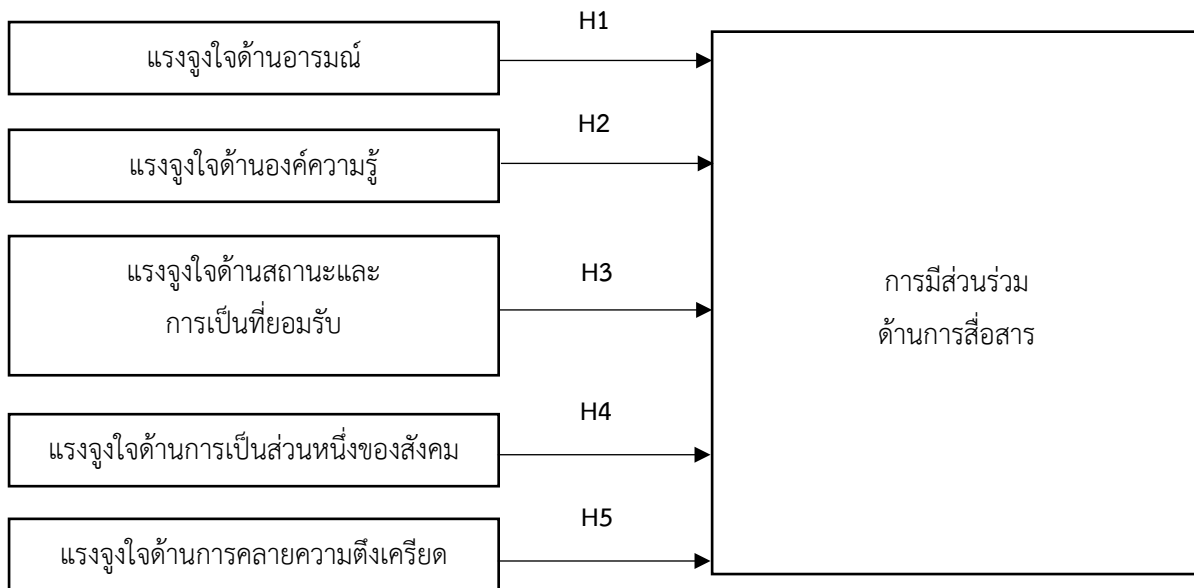 H1
แรงจูงใจด้านอารมณ์
H2
แรงจูงใจด้านองค์ความรู้
H3
แรงจูงใจด้านสถานะและ
การเป็นที่ยอมรับ
H4
แรงจูงใจด้านการเป็นส่วนหนึ่งของสังคม
H5
แรงจูงใจด้านการคลายความตึงเครียด
การมีส่วนร่วม
ด้านการสื่อสาร